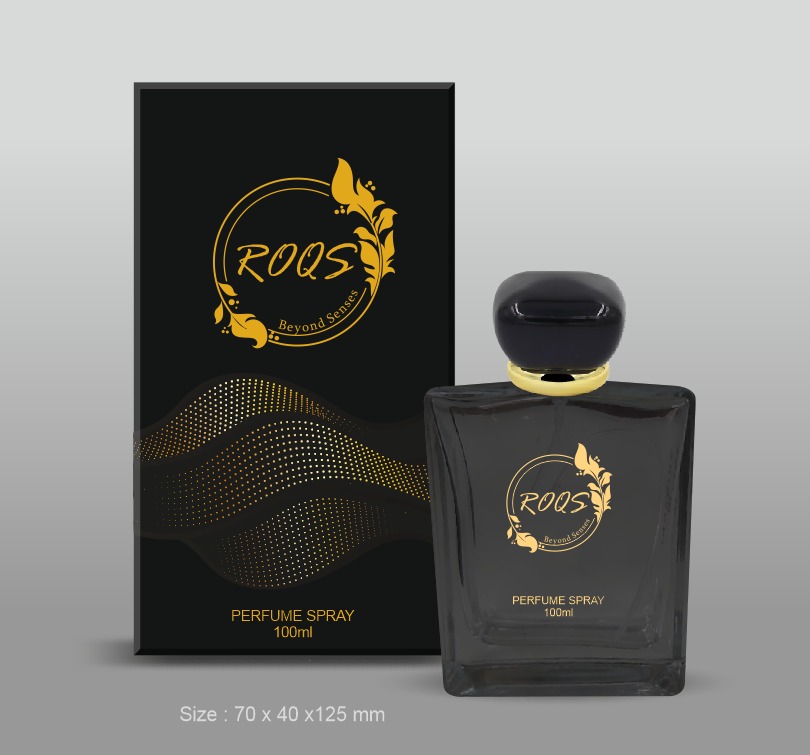 ROQS
Beyond Senses
PERFUME SPRAY
100ml
ROQS
Beyond Senses
PERFUME SPRAY
100ml
Size : 70 x 40 x125 mm